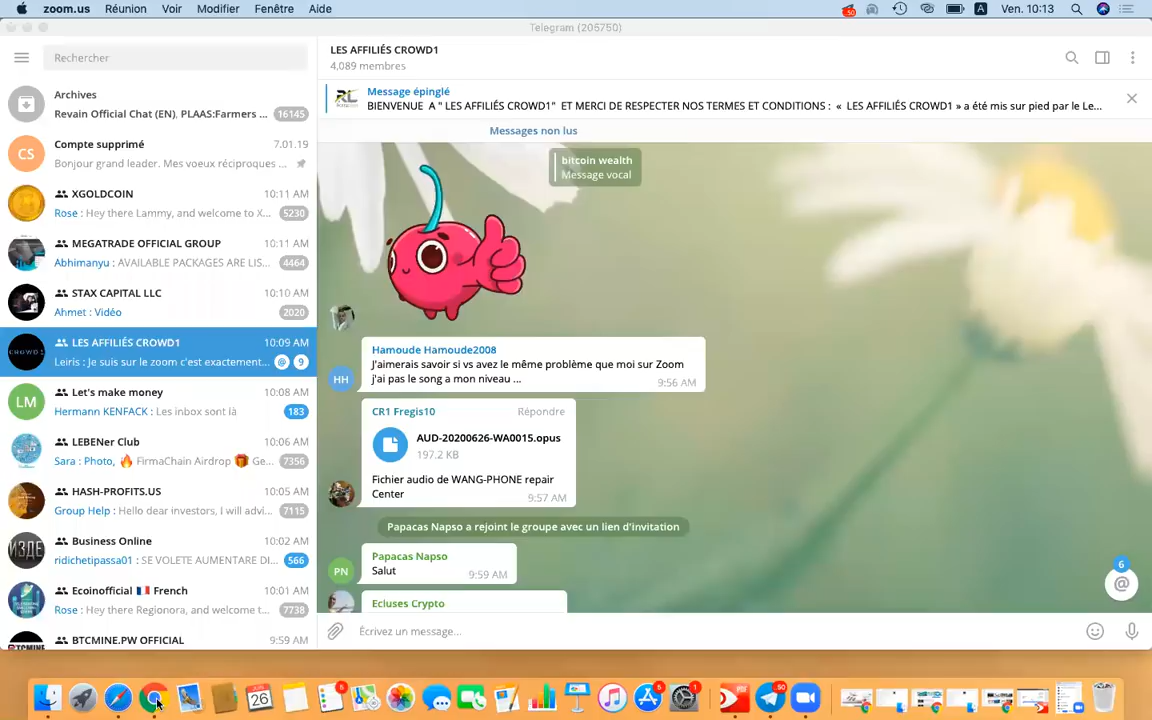 zoom.us Réunion Voir Modifier Fenêtre Aide
50
A
Ven. 10:13
Telegram (205750)
Rechercher
Archives
Revain Official Chat (EN), PLAAS:Farmers ... 16145
CS
Compte supprimé 7.01.19
Bonjour grand leader. Mes voeux réciproques ...
XGOLDCOIN 10:11 AM
Rose : Hey there Lammy, and welcome to X... 5230
MEGATRADE OFFICIAL GROUP 10:11 AM
Abhimanyu : AVAILABLE PACKAGES ARE LIS... 4464
STAX CAPITAL LLC 10:10 AM
Ahmet : Vidéo 2020
CROWD1
LES AFFILIÉS CROWD1 10:09 AM
Leiris : Je suis sur le zoom c'est exactement... @ 9
LM
Let's make money 10:08 AM
Hermann KENFACK : Les inbox sont là 183
LEBENer Club 10:06 AM
Sara : Photo, 🔥 FirmaChain Airdrop 🎁 Ge... 7356
HASH-PROFITS.US 10:05 AM
Group Help : Hello dear investors, I will advi... 7115
ИЗДЕ
Business Online 10:02 AM
ridichetipassa01 : SE VOLETE AUMENTARE DI... 566
Ecoinofficial 🇫🇷 French 10:01 AM
Rose : Hey there Regionora, and welcome t... 7738
BTCMINE.PW OFFICIAL 9:59 AM
LES AFFILIÉS CROWD1
4,089 membres
Message épinglé
BIENVENUE A " LES AFFILIÉS CROWD1" ET MERCI DE RESPECTER NOS TERMES ET CONDITIONS : « LES AFFILIÉS CROWD1 » a été mis sur pied par le Le...
Messages non lus
bitcoin wealth
Message vocal
HH
Hamoude Hamoude2008
J'aimerais savoir si vs avez le même problème que moi sur Zoom
j'ai pas le song a mon niveau ... 9:56 AM
CR1 Fregis10 Répondre
AUD-20200626-WA0015.opus
197.2 KB
Fichier audio de WANG-PHONE repair
Center 9:57 AM
Papacas Napso a rejoint le groupe avec un lien d'invitation
PN
Papacas Napso
Salut 9:59 AM
Ecluses Crypto
6
@
Écrivez un message...
26